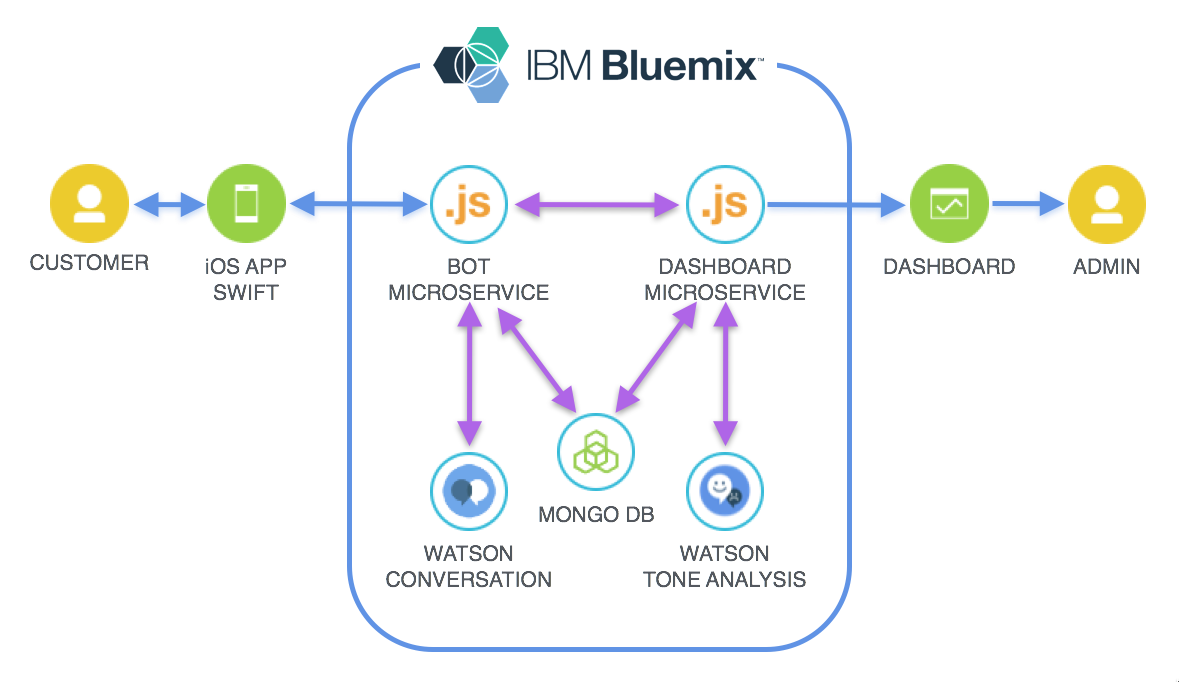 IBM Bluemix™
.js
.js
CUSTOMER
iOS APP
SWIFT
BOT
MICROSERVICE
DASHBOARD
MICROSERVICE
DASHBOARD
ADMIN
MONGO DB
WATSON
CONVERSATION
WATSON
TONE ANALYSIS